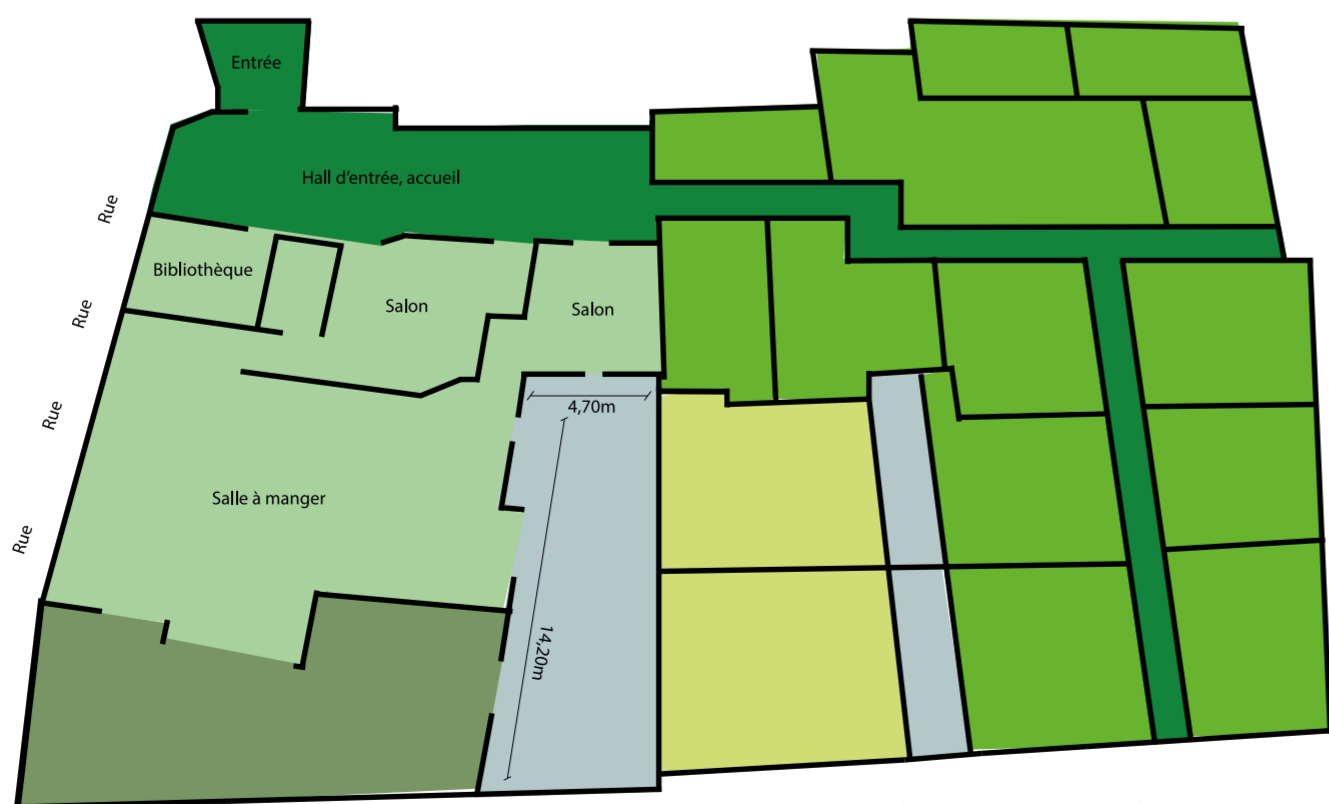 Entrée
Hall d'entrée, accueil
Rue
Bibliothèque
Salon
Salon
Rue
4,70m
Rue
Salle à manger
Rue
14,20m